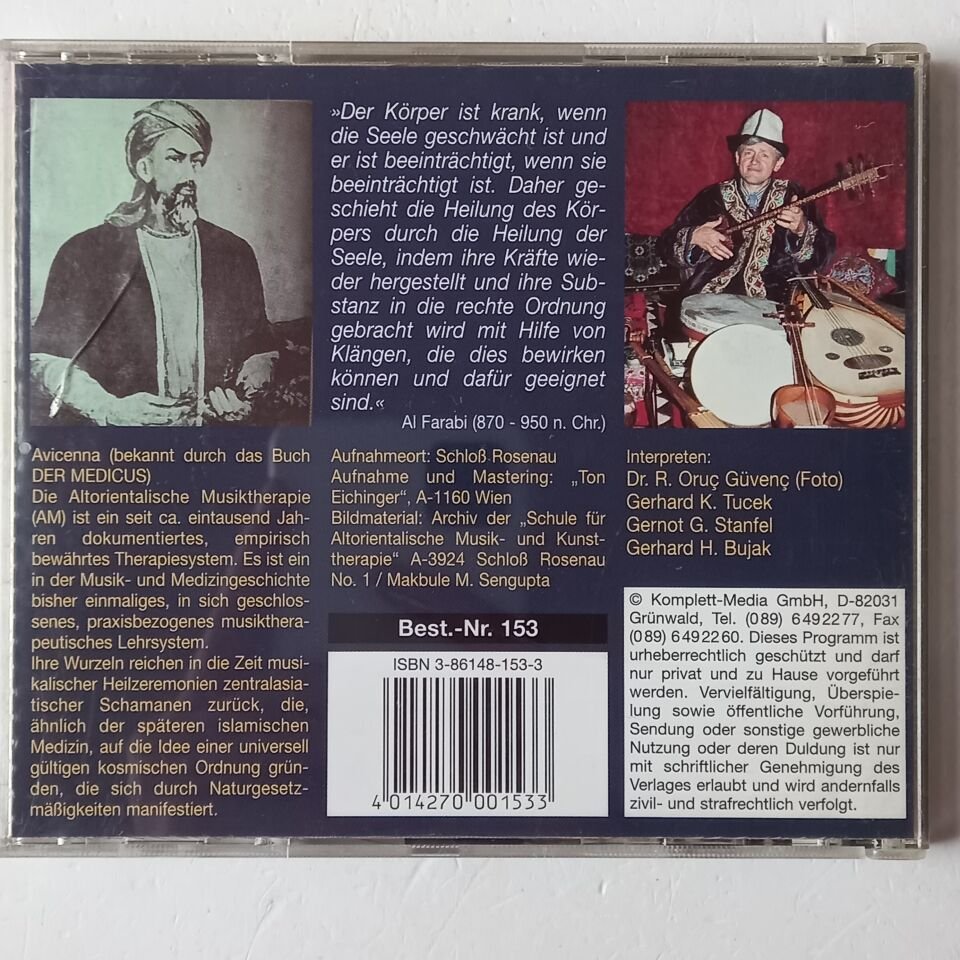 »Der Körper ist krank, wenn
die Seele geschwächt ist und
er ist beeinträchtigt, wenn sie
beeinträchtigt ist. Daher ge-
schieht die Heilung des Kör-
pers durch die Heilung der
Seele, indem ihre Kräfte wie-
der hergestellt und ihre Sub-
stanz in die rechte Ordnung
gebracht wird mit Hilfe von
Klängen, die dies bewirken
können und dafür geeignet
sind.«
Al Farabi (870 - 950 n. Chr.)
Avicenna (bekannt durch das Buch
DER MEDICUS)
Die Altorientalische Musiktherapie
(AM) ist ein seit ca. eintausend Jah-
ren dokumentiertes, empirisch
bewährtes Therapiesystem. Es ist ein
in der Musik- und Medizingeschichte
bisher einmaliges, in sich geschlos-
senes, praxisbezogenes musikthera-
peutisches Lehrsystem.
Ihre Wurzeln reichen in die Zeit musi-
kalischer Heilzeremonien zentralasia-
tischer Schamanen zurück, die,
ähnlich der späteren islamischen
Medizin, auf die Idee einer universell
gültigen kosmischen Ordnung grün-
den, die sich durch Naturgesetz-
mäßigkeiten manifestiert.
Aufnahmeort: Schloß Rosenau
Aufnahme und Mastering: „Ton
Eichinger“, A-1160 Wien
Bildmaterial: Archiv der „Schule für
Altorientalische Musik- und Kunst-
therapie“ A-3924 Schloß Rosenau
No. 1 / Makbule M. Sengupta
Best.-Nr. 153
ISBN 3-86148-153-3
4 014270 001533
Interpreten:
Dr. R. Oruç Güvenç (Foto)
Gerhard K. Tucek
Gernot G. Stanfel
Gerhard H. Bujak
© Komplett-Media GmbH, D-82031
Grünwald, Tel. (089) 6492277, Fax
(089) 6492260. Dieses Programm ist
urheberrechtlich geschützt und darf
nur privat und zu Hause vorgeführt
werden. Vervielfältigung, Überspie-
lung sowie öffentliche Vorführung,
Sendung oder sonstige gewerbliche
Nutzung oder deren Duldung ist nur
mit schriftlicher Genehmigung des
Verlages erlaubt und wird andernfalls
zivil- und strafrechtlich verfolgt.